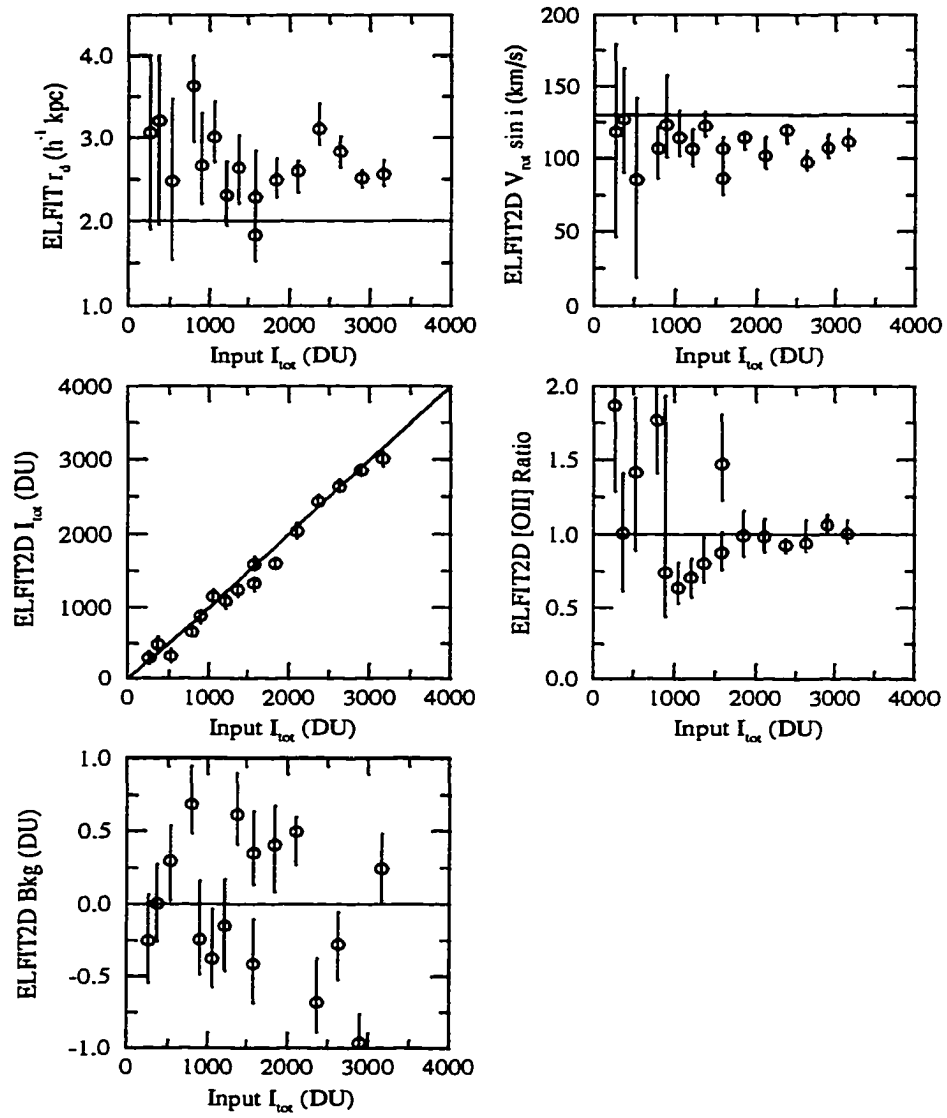 4.0
3.0
2.0
1.0
ELFIT r_d (h⁻¹ kpc)
0 1000 2000 3000 4000
Input I_tot (DU)
200
150
100
50
0
ELFIT2D V_rot sin i (km/s)
0 1000 2000 3000 4000
Input I_tot (DU)
4000
3000
2000
1000
0
ELFIT2D I_tot (DU)
0 1000 2000 3000 4000
Input I_tot (DU)
2.0
1.5
1.0
0.5
0.0
ELFIT2D [OII] Ratio
0 1000 2000 3000 4000
Input I_tot (DU)
1.0
0.5
0.0
-0.5
-1.0
ELFIT2D Bkg (DU)
0 1000 2000 3000 4000
Input I_tot (DU)